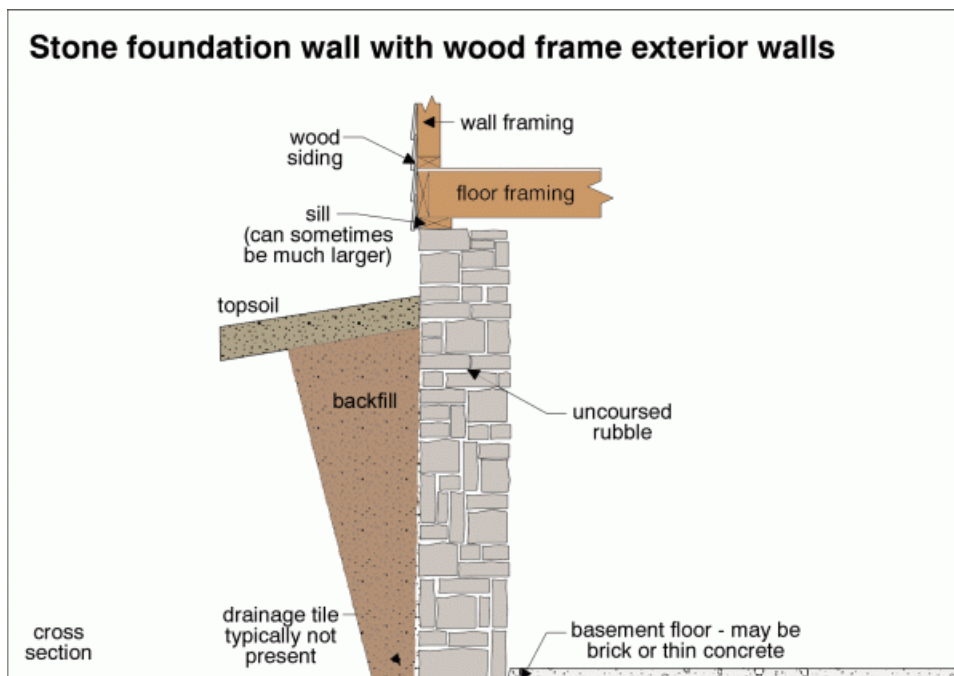 Stone foundation wall with wood frame exterior walls
wall framing
wood
siding
floor framing
sill
(can sometimes
be much larger)
topsoil
backfill
uncoursed
rubble
drainage tile
typically not
present
basement floor - may be
brick or thin concrete
cross
section